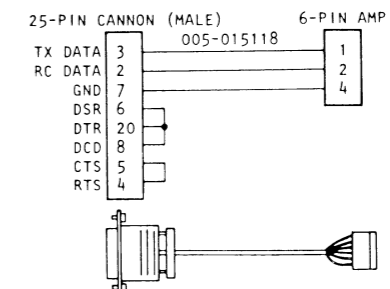 25-PIN CANNON (MALE) 6-PIN AMP
005-015118
TX DATA 3 1
RC DATA 2 2
GND 7 4
DSR 6
DTR 20
DCD 8
CTS 5
RTS 4